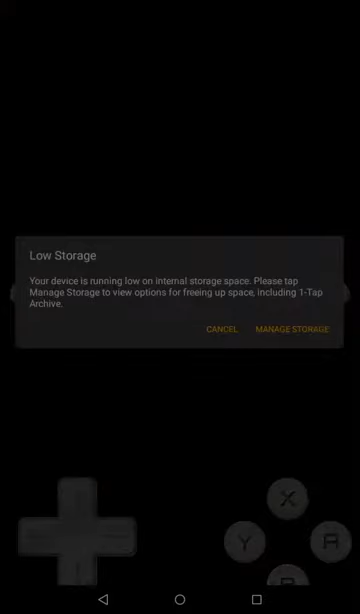 Low Storage
Your device is running low on internal storage space. Please tap
Manage Storage to view options for freeing up space, including 1-Tap
Archive.
CANCEL MANAGE STORAGE
X
Y A
B